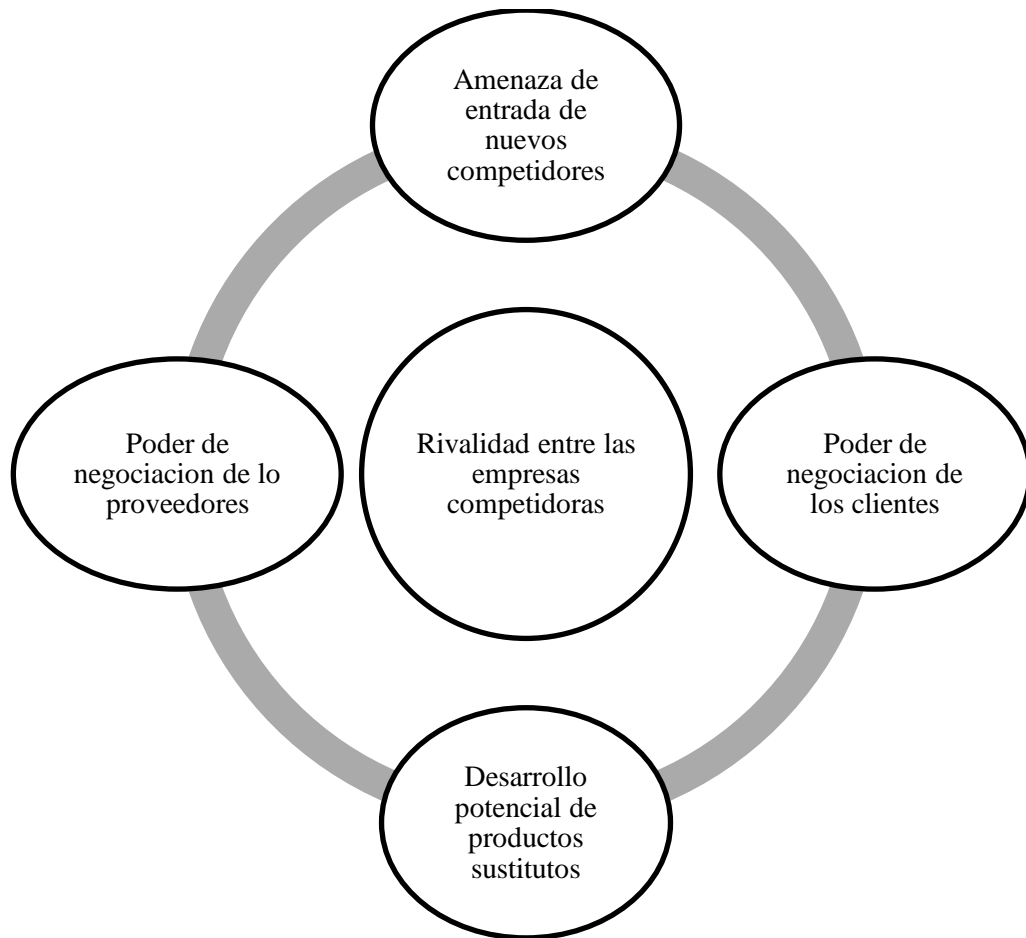 Amenaza de
entrada de
nuevos
competidores
Poder de
negociacion de lo
proveedores
Rivalidad entre las
empresas
competidoras
Poder de
negociacion de
los clientes
Desarrollo
potencial de
productos
sustitutos